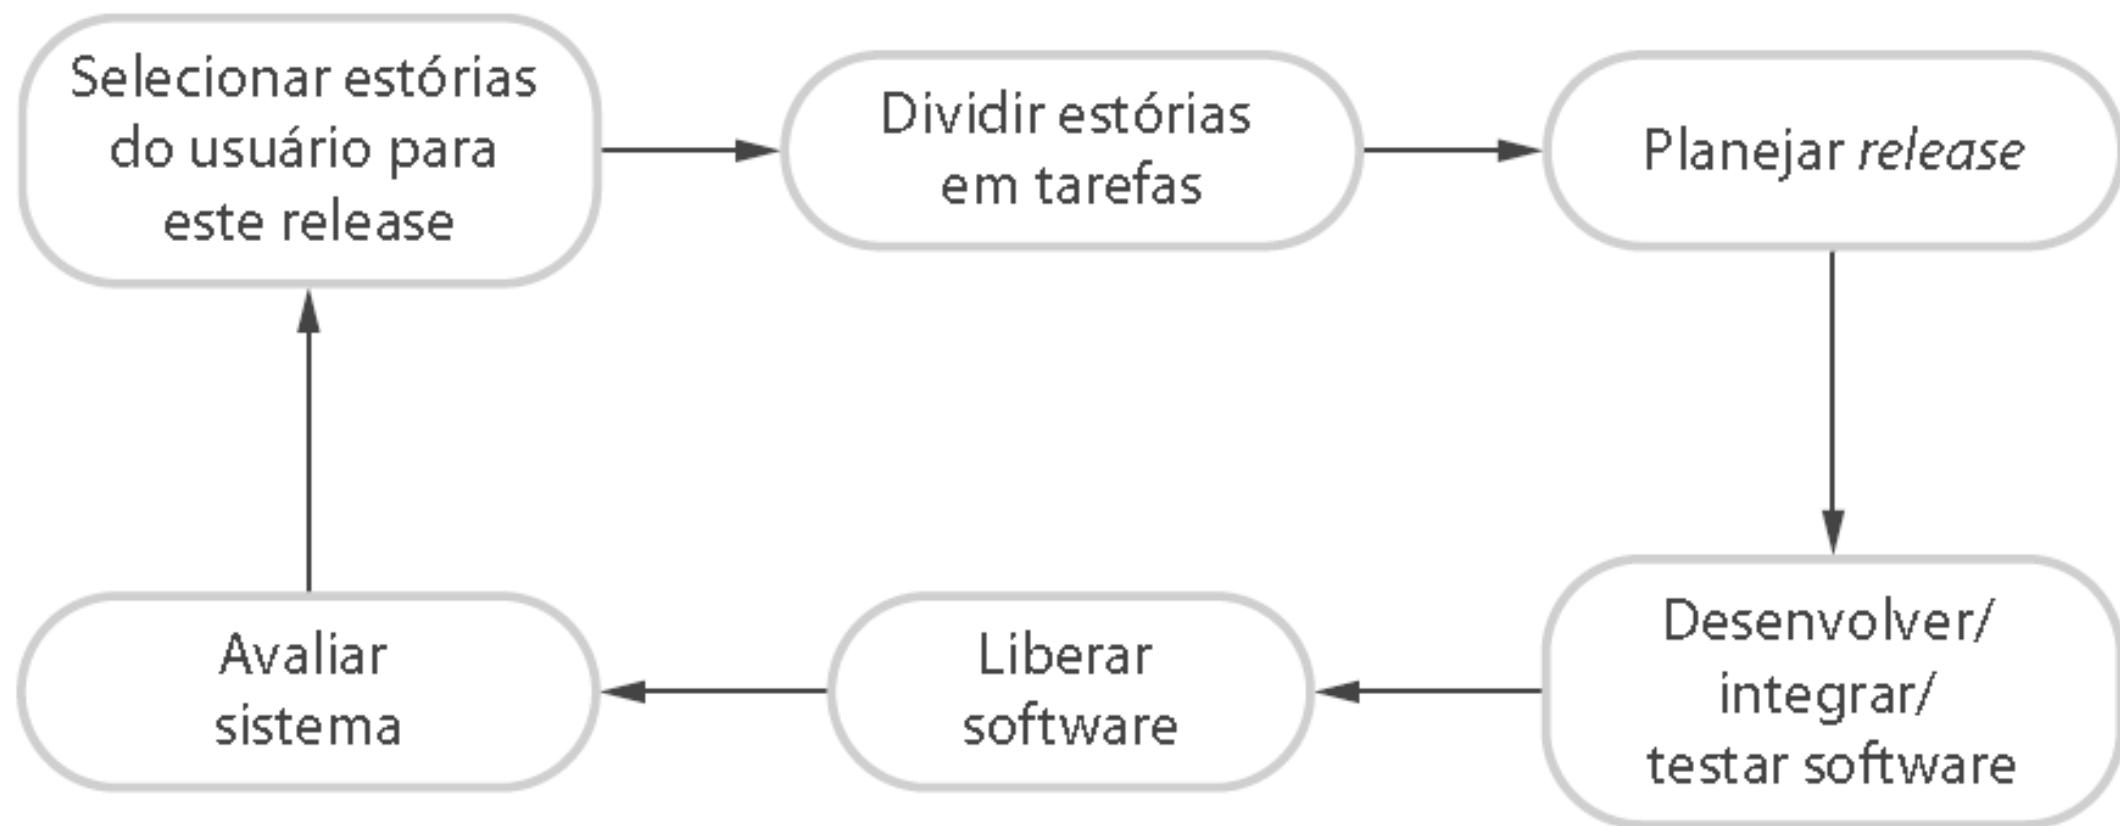 Selecionar estórias
do usuário para
este release
Dividir estórias
em tarefas
Planejar release
Desenvolver/
integrar/
testar software
Liberar
software
Avaliar
sistema